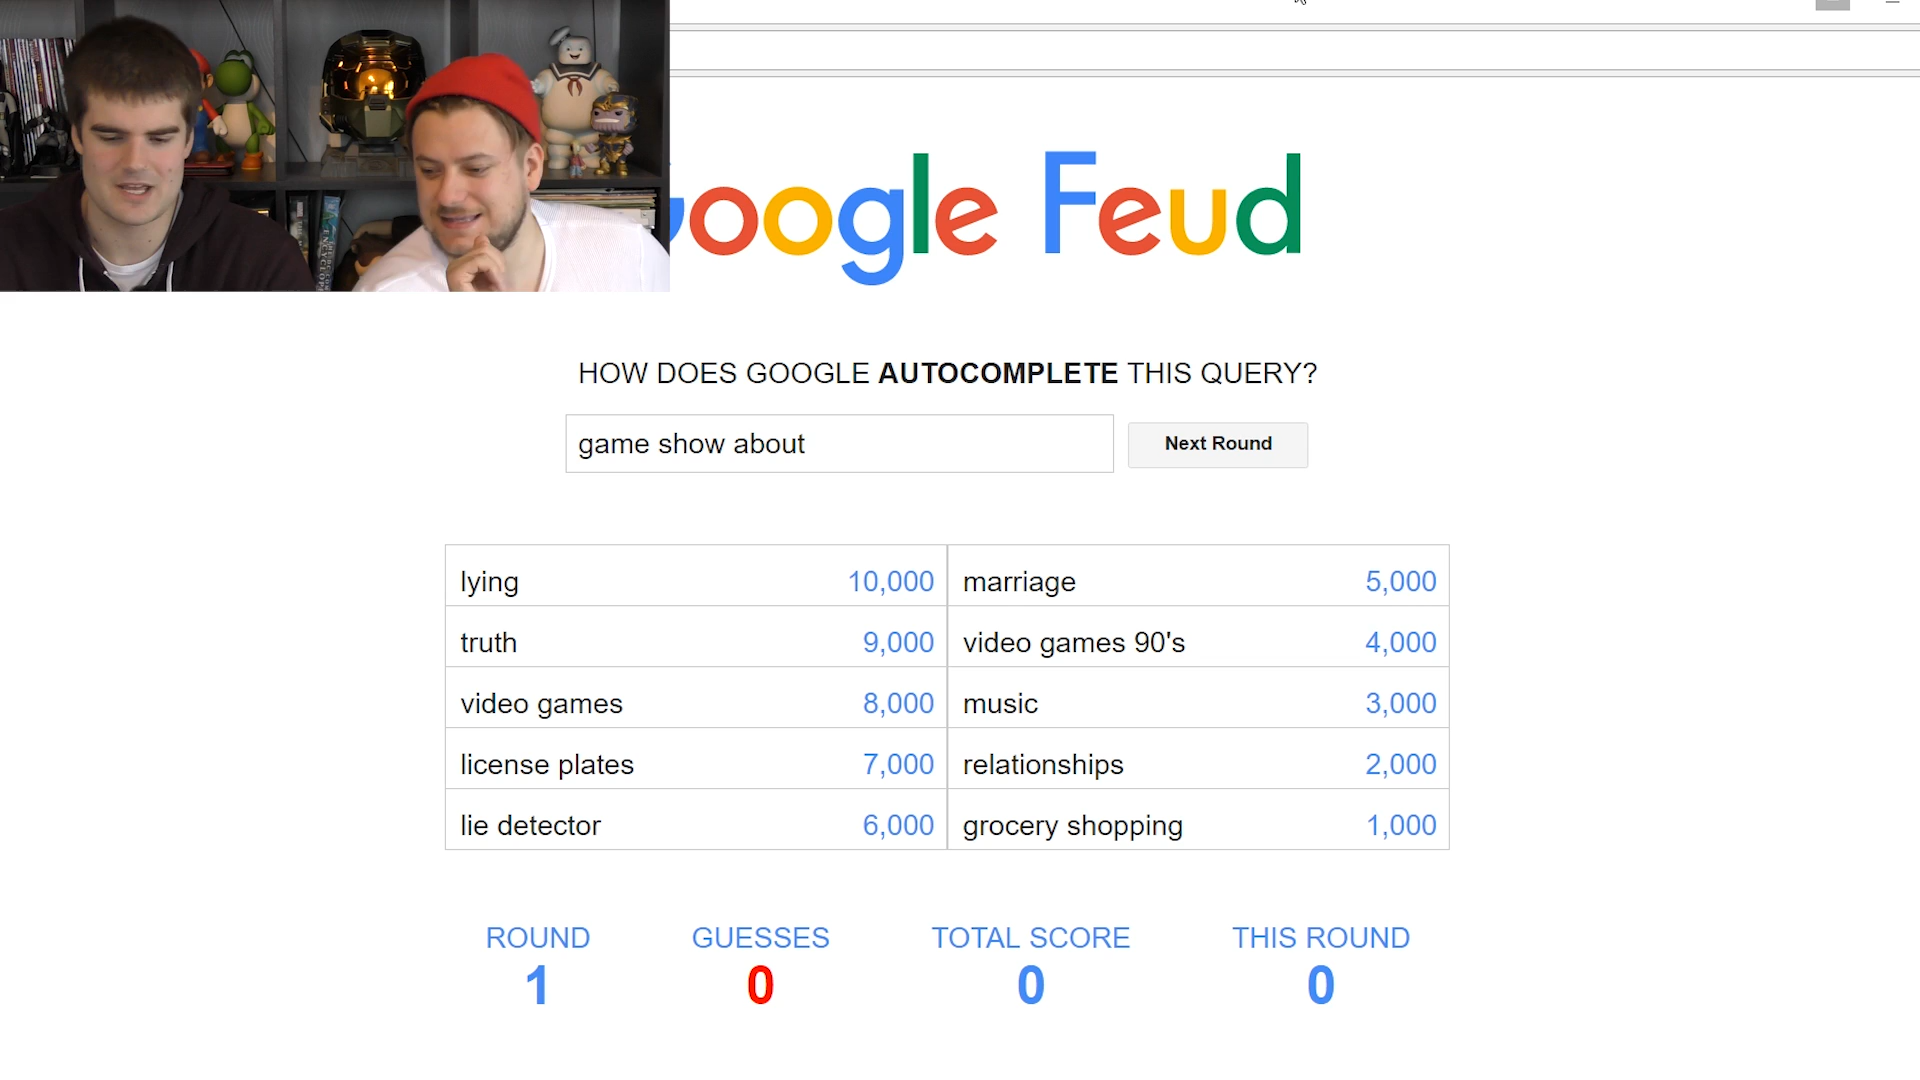 oogle Feud
HOW DOES GOOGLE AUTOCOMPLETE THIS QUERY?
game show about
Next Round
lying 10,000
marriage 5,000
truth 9,000
video games 90's 4,000
video games 8,000
music 3,000
license plates 7,000
relationships 2,000
lie detector 6,000
grocery shopping 1,000
ROUND GUESSES TOTAL SCORE THIS ROUND
1 0 0 0